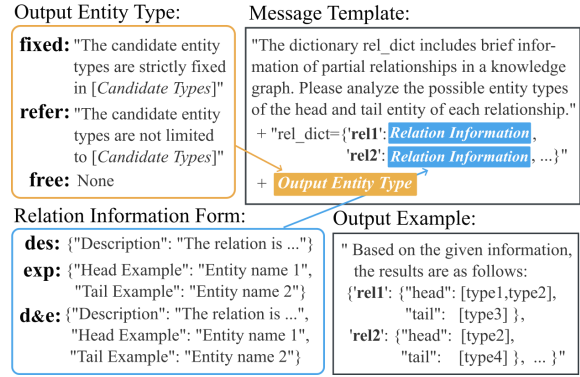 Output Entity Type:
fixed: "The candidate entity
types are strictly fixed
in [Candidate Types]"
refer: "The candidate entity
types are not limited
to [Candidate Types]"
free: None
Message Template:
"The dictionary rel_dict includes brief infor-
mation of partial relationships in a knowledge
graph. Please analyze the possible entity types
of the head and tail entity of each relationship."
+ "rel_dict={'rel1': Relation Information ,
'rel2': Relation Information , ...}"
+ Output Entity Type
Relation Information Form:
des: {"Description": "The relation is ..."}
exp: {"Head Example": "Entity name 1",
"Tail Example": "Entity name 2"}
d&e: {"Description": "The relation is ...",
"Head Example": "Entity name 1",
"Tail Example": "Entity name 2"}
Output Example:
" Based on the given information,
the results are as follows:
{'rel1': {"head": [type1,type2],
"tail": [type3] },
'rel2': {"head": [type2],
"tail": [type4] }, ... }"